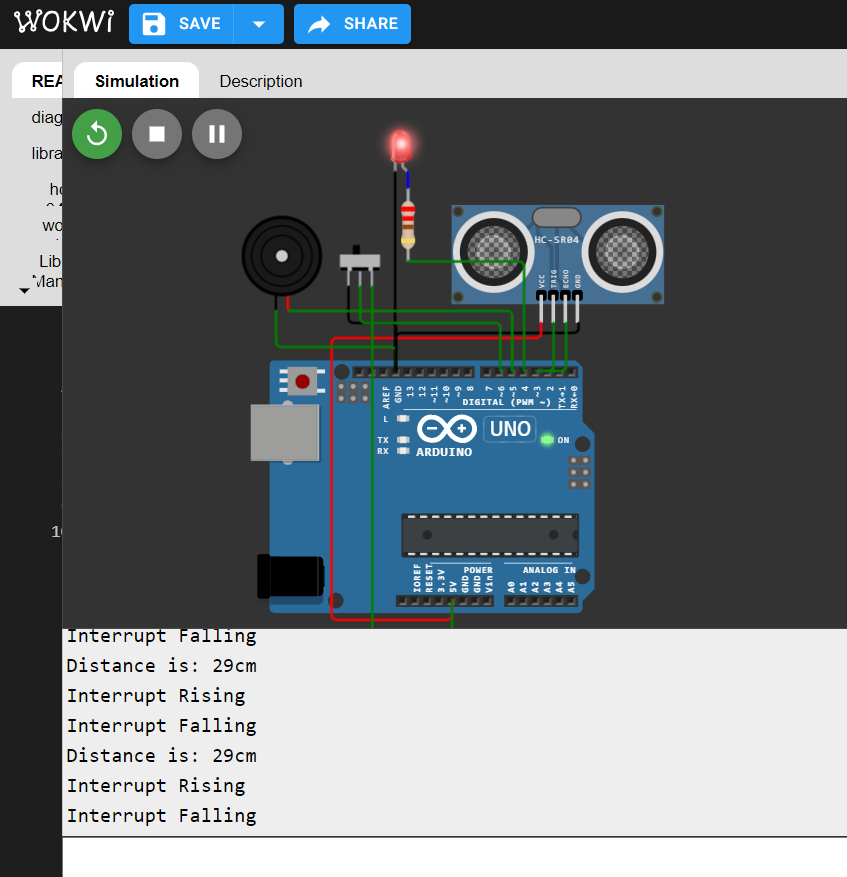 WOKWi SAVE SHARE
REA Simulation Description
diag
libra
wo
Lib
Man
HC-SR04
VCC TRIG ECHO GND
AREF GND 13 12 ~11 ~10 ~9 8 7 ~6 ~5 4 ~3 2 TX→1 RX←0
DIGITAL (PWM ~)
L
TX
RX
UNO
ON
ARDUINO
POWER ANALOG IN
IOREF RESET 3.3V 5V GND GND Vin A0 A1 A2 A3 A4 A5
Interrupt Falling
Distance is: 29cm
Interrupt Rising
Interrupt Falling
Distance is: 29cm
Interrupt Rising
Interrupt Falling